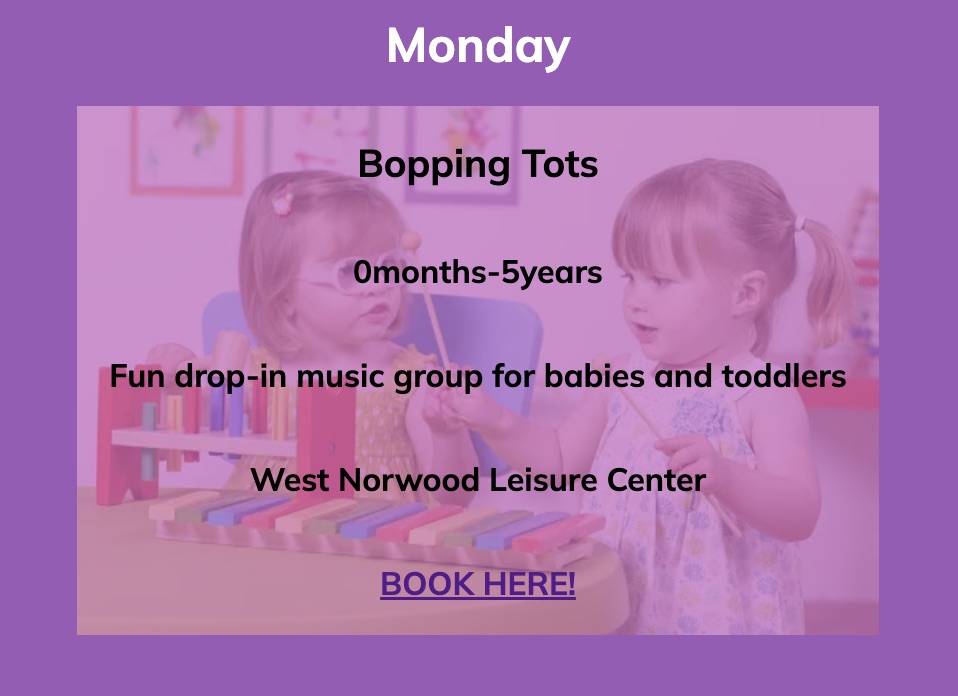 Monday
Bopping Tots
0months-5years
Fun drop-in music group for babies and toddlers
West Norwood Leisure Center
BOOK HERE!